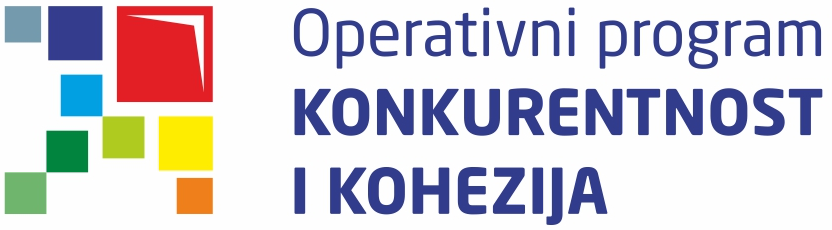 Operativni program
KONKURENTNOST
I KOHEZIJA